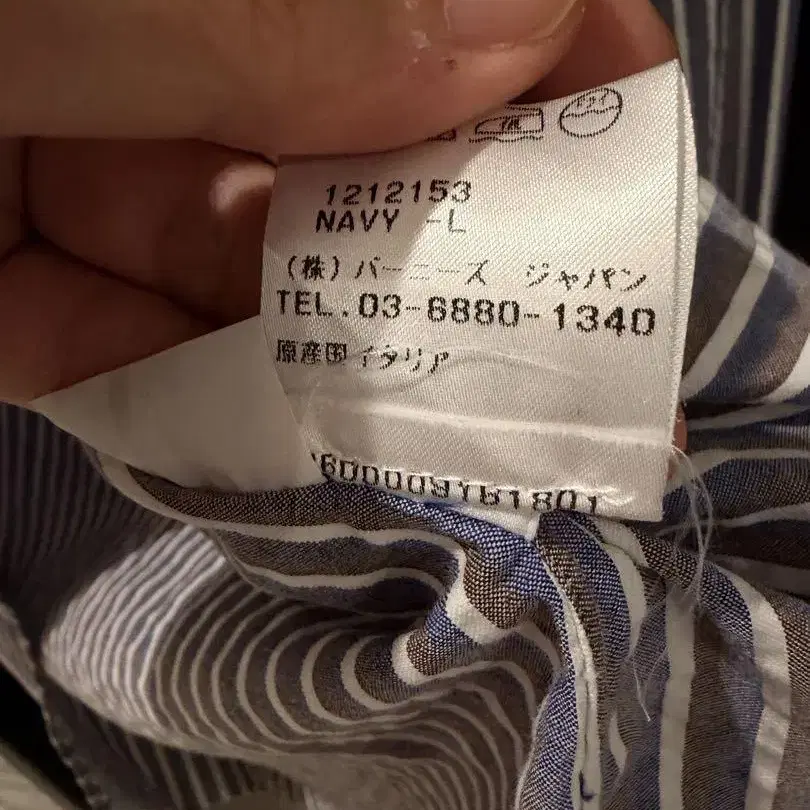 1212153
NAVY -L
(株)バーニーズ ジャパン
TEL.03-6880-1340
原産国イタリア